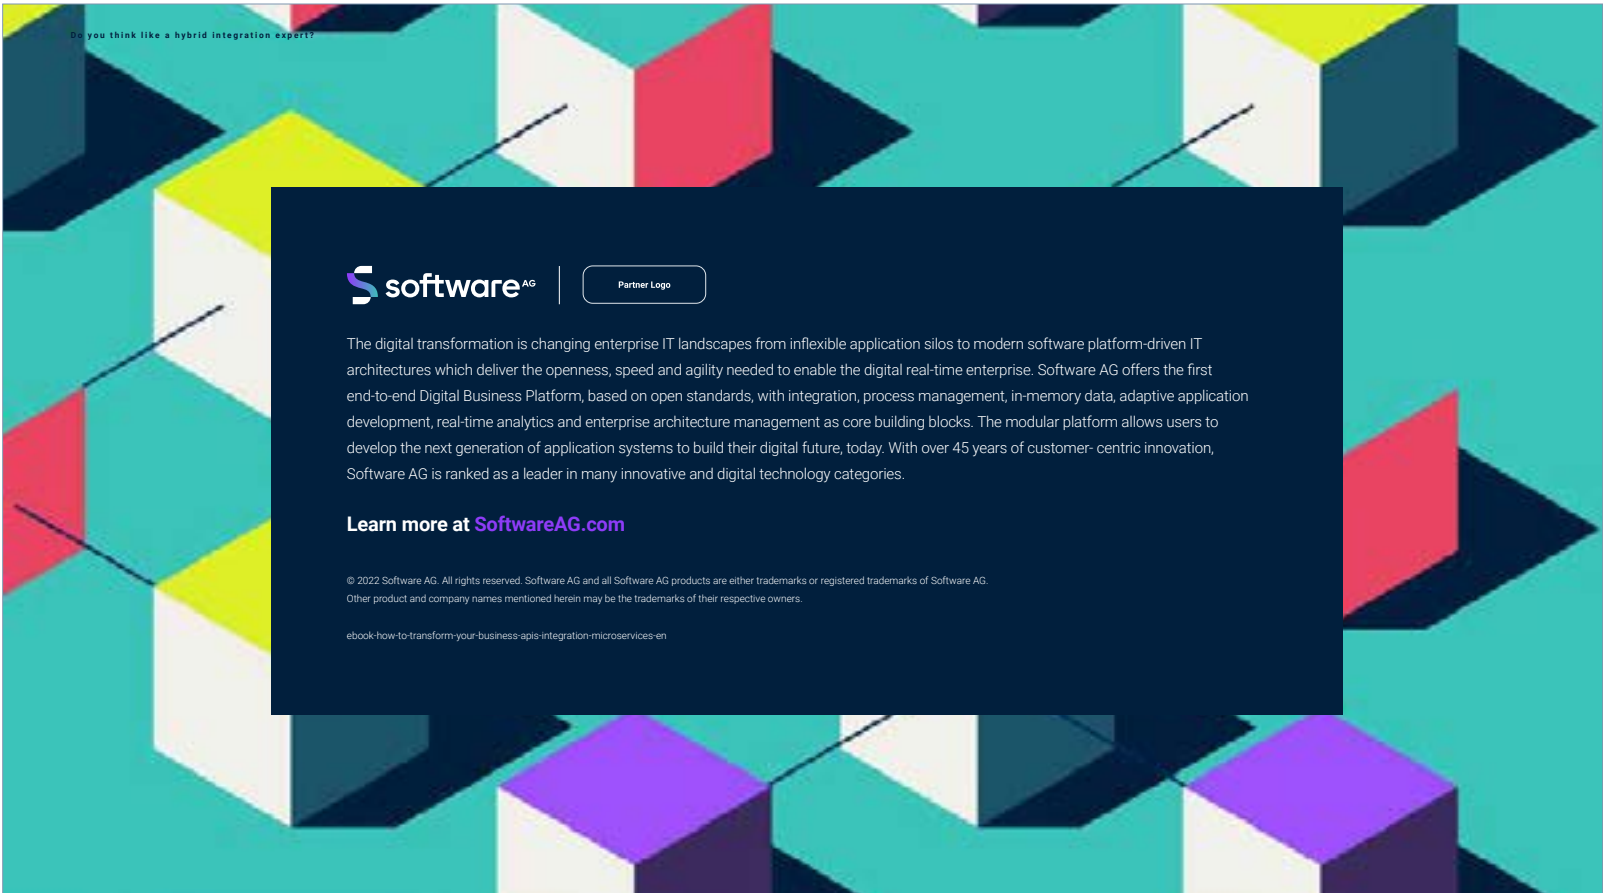 Do you think like a hybrid integration expert?
software AG
Partner Logo
The digital transformation is changing enterprise IT landscapes from inflexible application silos to modern software platform-driven IT
architectures which deliver the openness, speed and agility needed to enable the digital real-time enterprise. Software AG offers the first
end-to-end Digital Business Platform, based on open standards, with integration, process management, in-memory data, adaptive application
development, real-time analytics and enterprise architecture management as core building blocks. The modular platform allows users to
develop the next generation of application systems to build their digital future, today. With over 45 years of customer- centric innovation,
Software AG is ranked as a leader in many innovative and digital technology categories.
Learn more at SoftwareAG.com
© 2022 Software AG. All rights reserved. Software AG and all Software AG products are either trademarks or registered trademarks of Software AG.
Other product and company names mentioned herein may be the trademarks of their respective owners.
ebook-how-to-transform-your-business-apis-integration-microservices-en